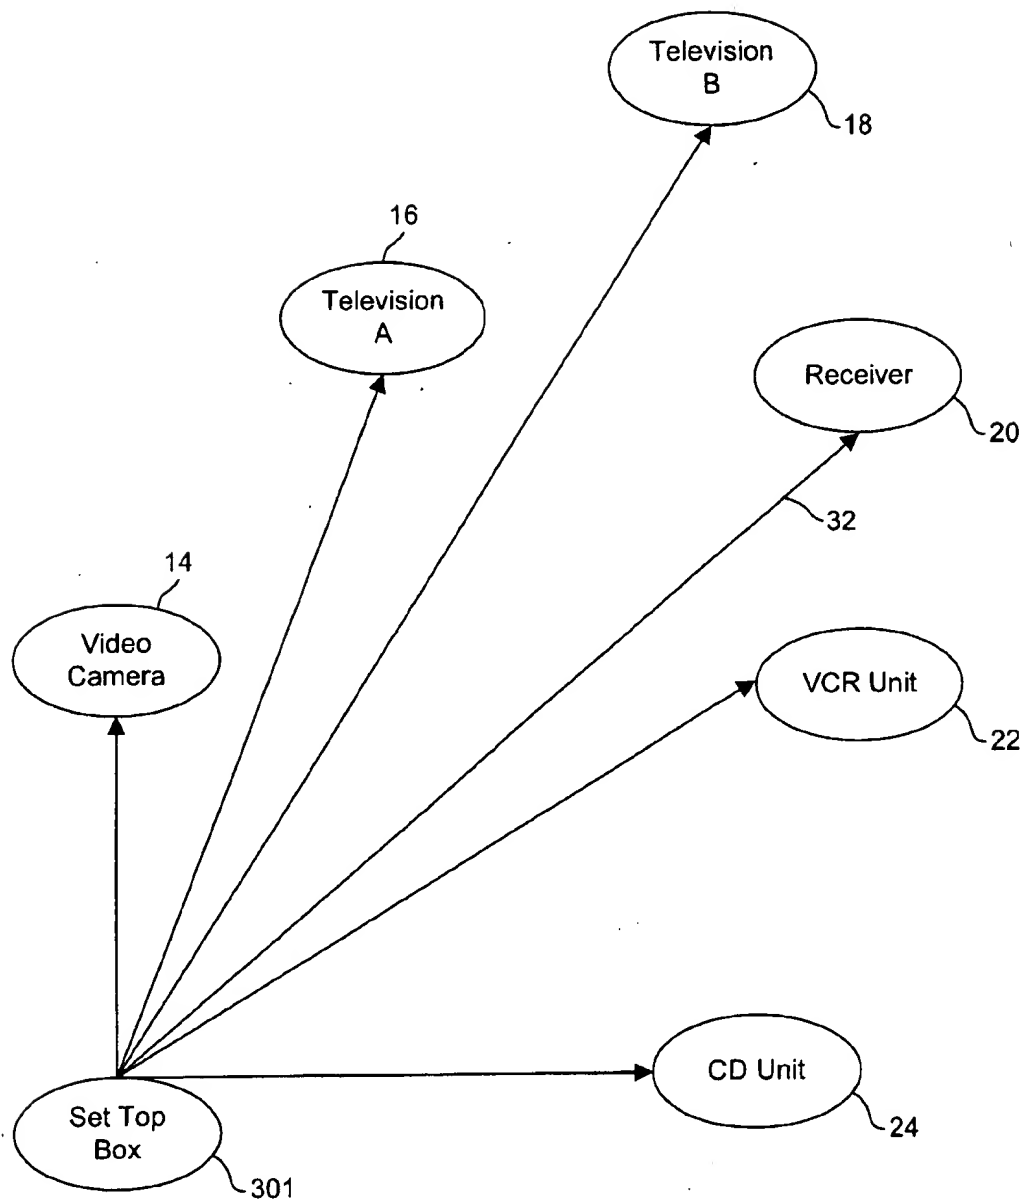 Television
B
18
16
Television
A
Receiver
20
32
14
Video
Camera
VCR Unit
22
CD Unit
24
Set Top
Box
301